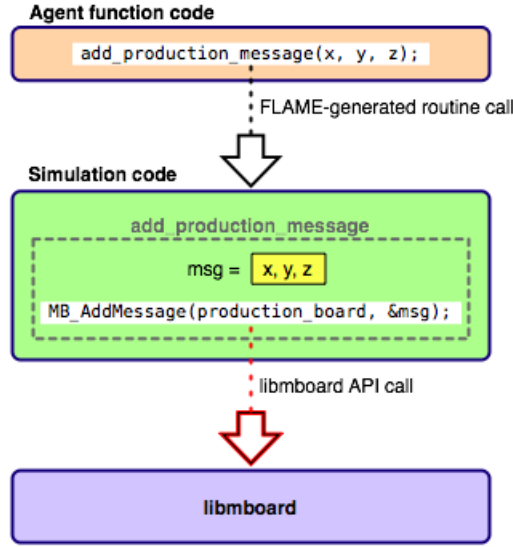 Agent function code
add_production_message(x, y, z);
FLAME-generated routine call
Simulation code
add_production_message
msg = x, y, z
MB_AddMessage(production_board, &msg);
libmboard API call
libmboard